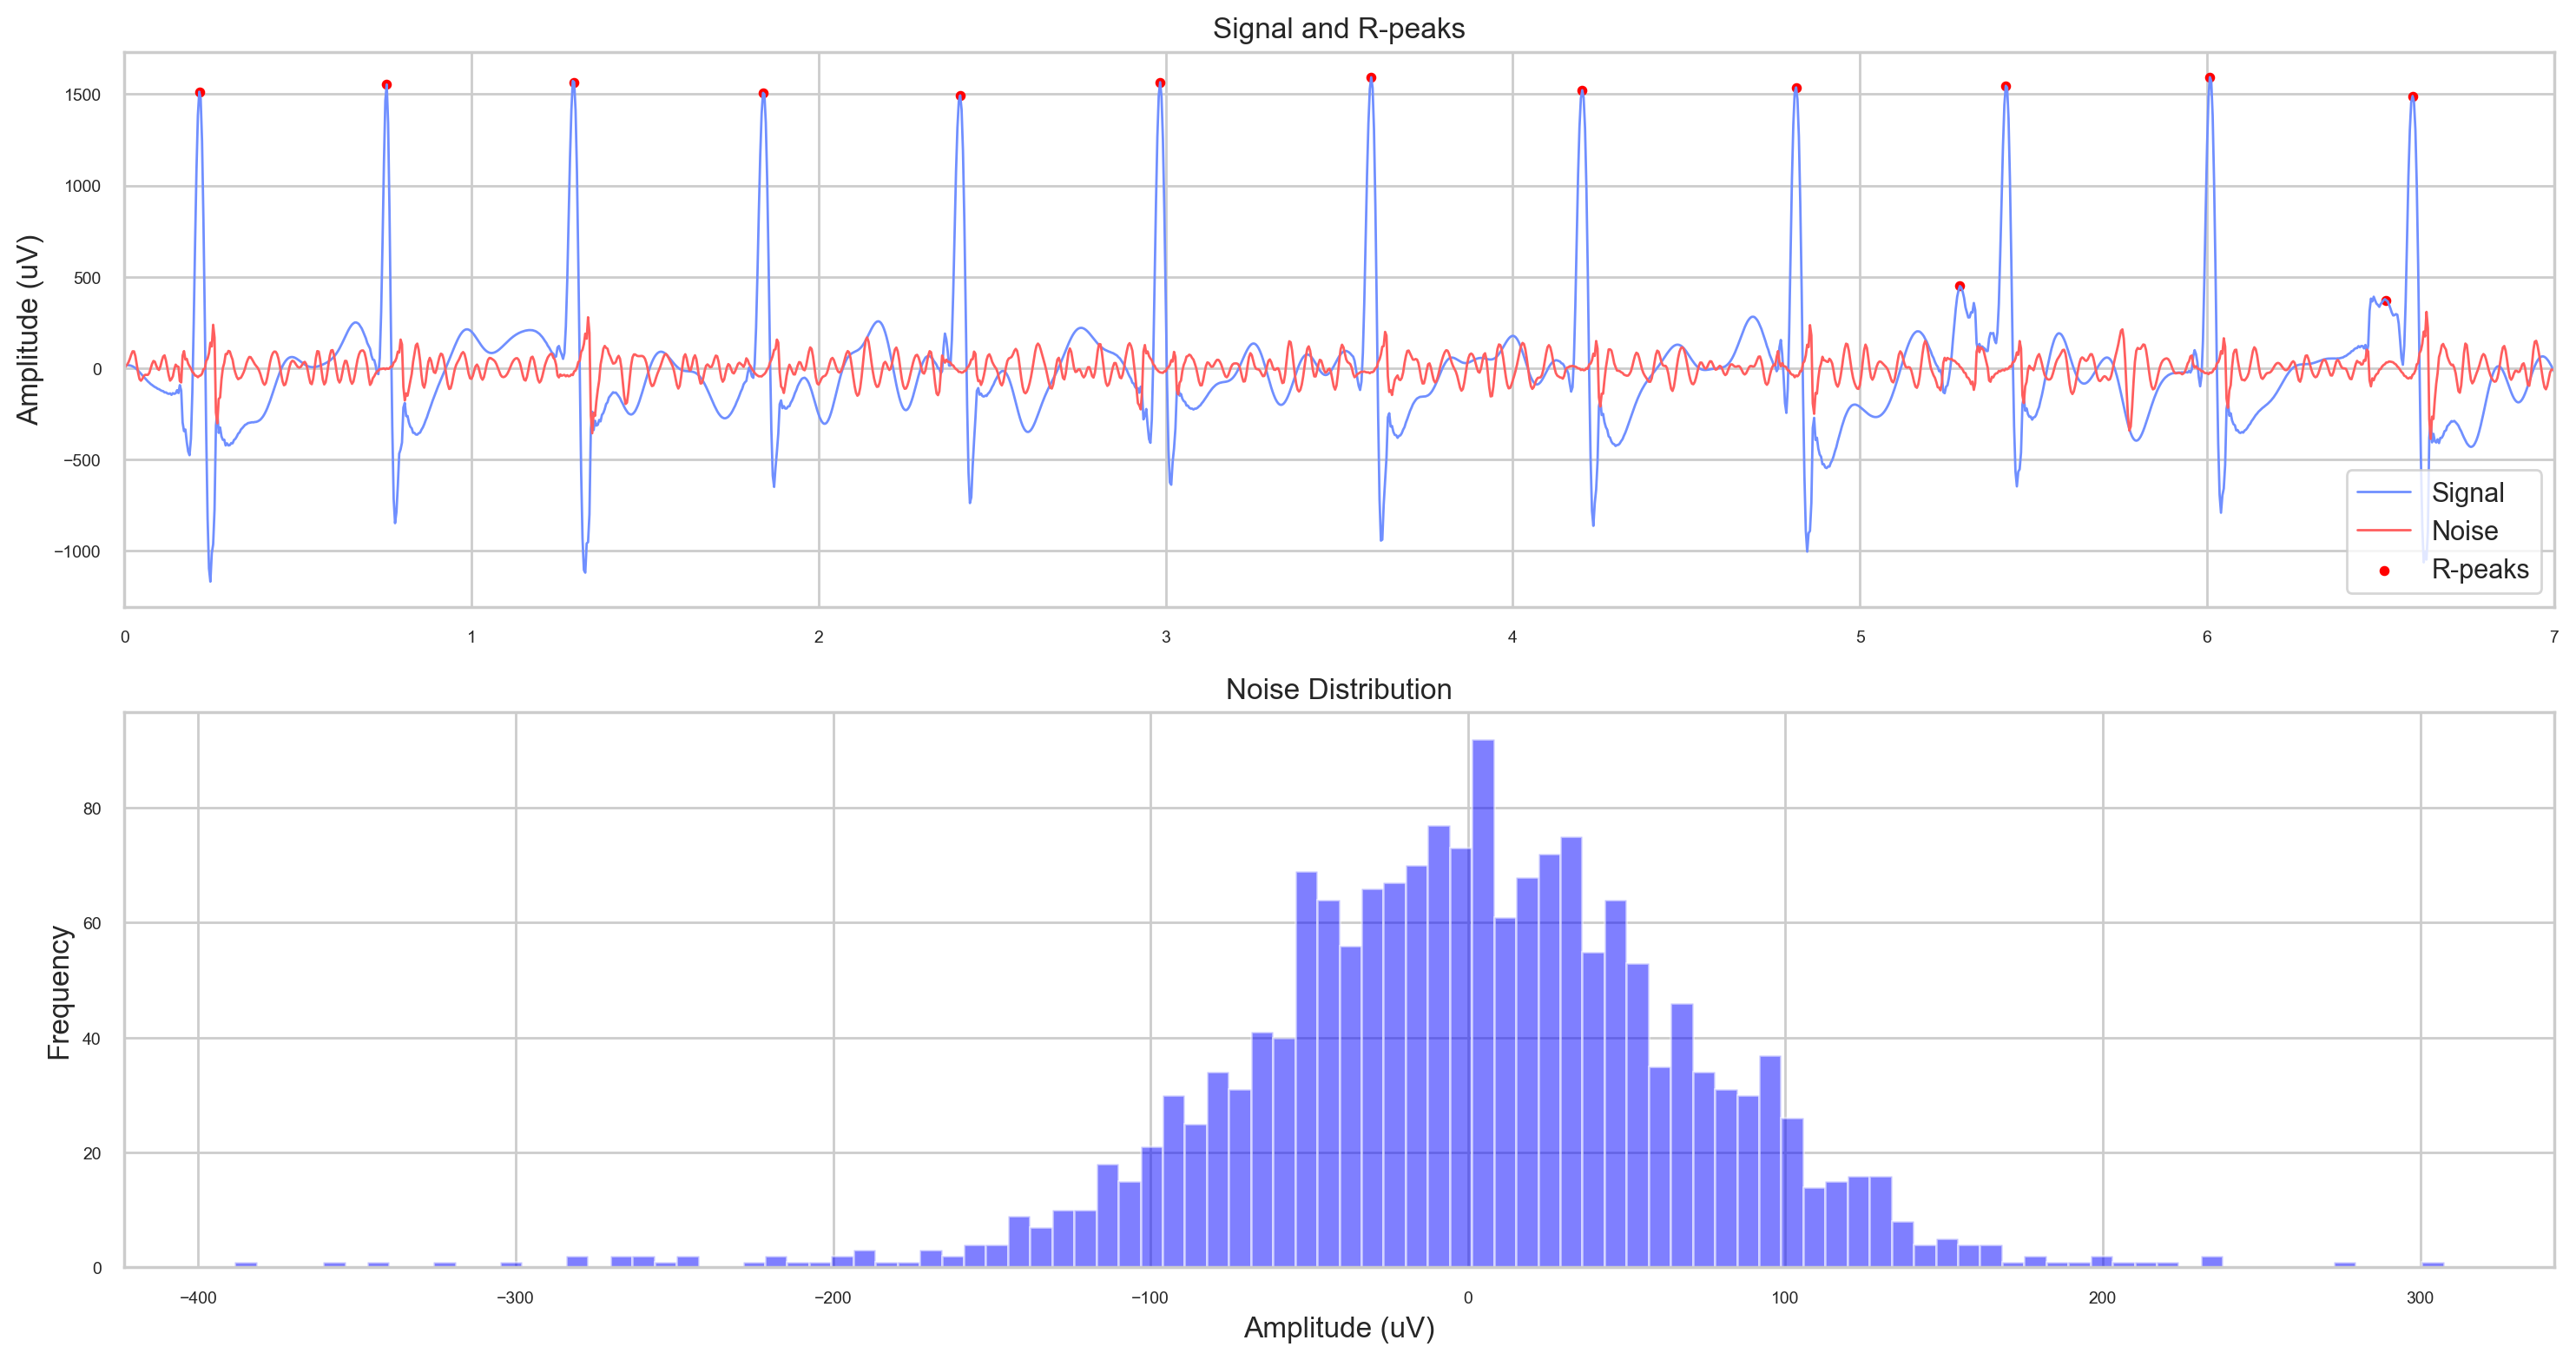 Signal and R-peaks
Amplitude (uV)
1500
1000
500
0
−500
−1000
0 1 2 3 4 5 6 7
Signal
Noise
R-peaks
Noise Distribution
Frequency
80
60
40
20
0
−400 −300 −200 −100 0 100 200 300
Amplitude (uV)